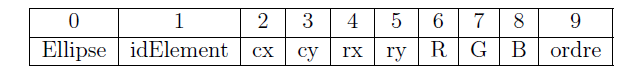 0 1 2 3 4 5 6 7 8 9
Ellipse idElement cx cy rx ry R G B ordre